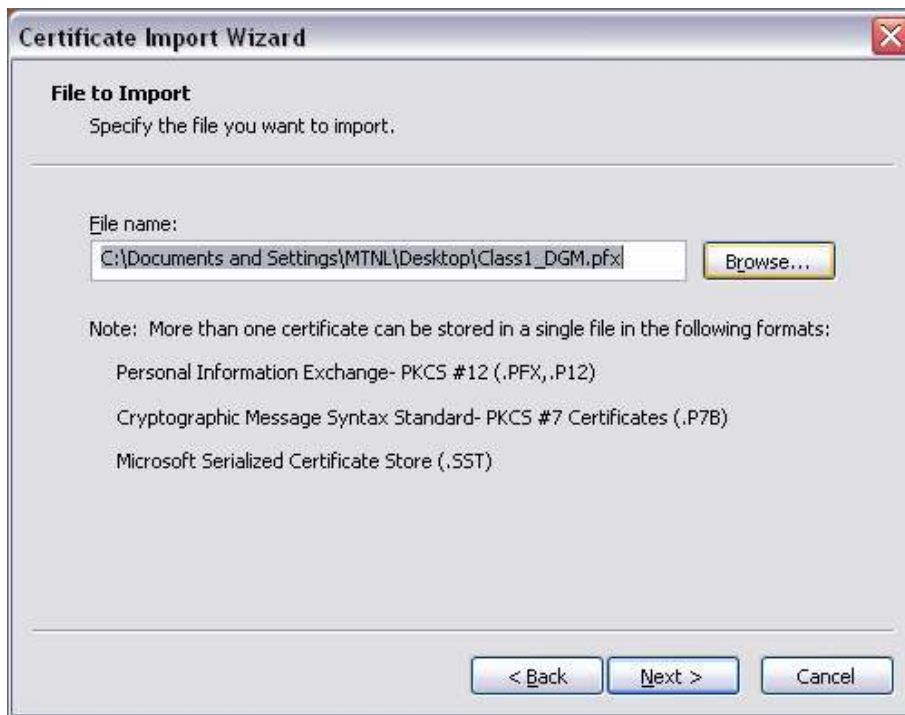 Certificate Import Wizard
File to Import
Specify the file you want to import.
File name:
C:\Documents and Settings\MTNL\Desktop\Class1_DGM.pfx
Browse...
Note:  More than one certificate can be stored in a single file in the following formats:
Personal Information Exchange- PKCS #12 (.PFX,.P12)
Cryptographic Message Syntax Standard- PKCS #7 Certificates (.P7B)
Microsoft Serialized Certificate Store (.SST)
< Back
Next >
Cancel